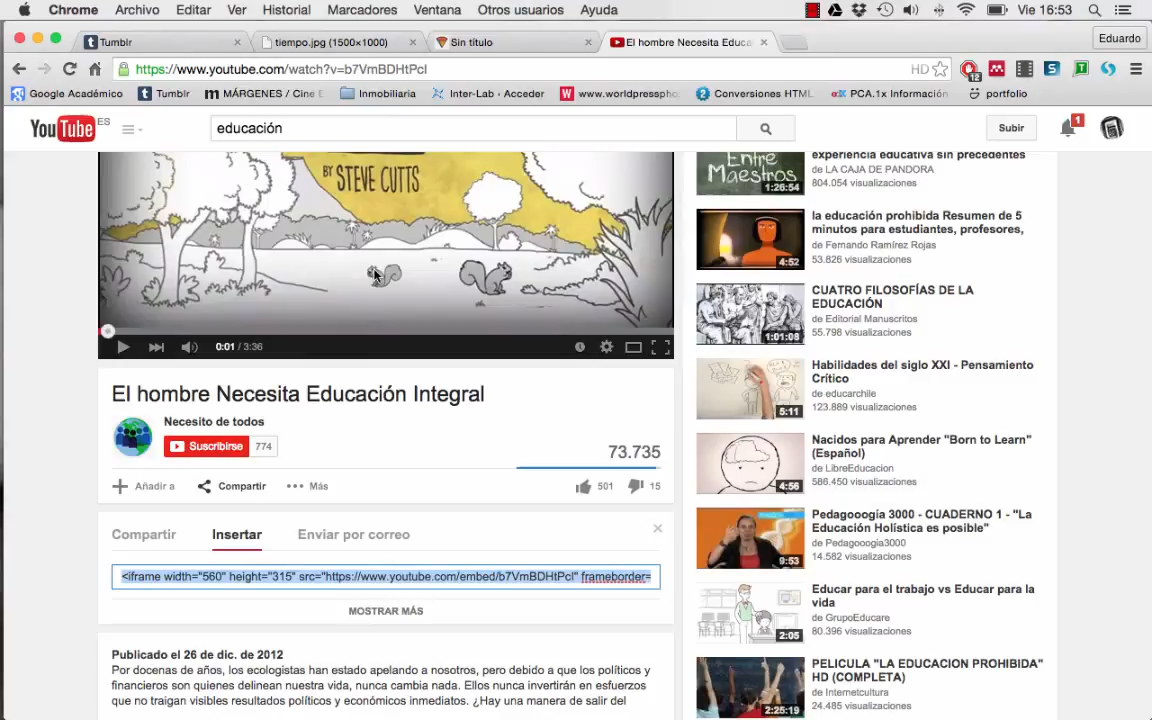 Chrome Archivo Editar Ver Historial Marcadores Ventana Otros usuarios Ayuda Vie 16:53
Tumblr tiempo.jpg (1500×1000) Sin título El hombre Necesita Educa Eduardo
https://www.youtube.com/watch?v=b7VmBDHtPcI HD 12
Google Académico Tumblr MÁRGENES / Cine E Inmobiliaria Inter-Lab › Acceder www.worldpresspho Conversiones HTML PCA.1x Información portfolio
YouTube ES educación Subir 1
BY STEVE CUTTS
0:01 / 3:36
El hombre Necesita Educación Integral
Necesito de todos
Suscribirse 774
73.735
Añadir a Compartir Más 501 15
Compartir Insertar Enviar por correo
<iframe width="560" height="315" src="https://www.youtube.com/embed/b7VmBDHtPcI" frameborder=
MOSTRAR MÁS
Publicado el 26 de dic. de 2012
Por docenas de años, los ecologistas han estado apelando a nosotros, pero debido a que los políticos y
financieros son quienes delinean nuestra vida, nunca cambia nada. Ellos nunca invertirán en esfuerzos
que no traigan visibles resultados políticos y económicos inmediatos. ¿Hay una manera de salir del
Entre
Maestros
1:26:54
experiencia educativa sin precedentes
de LA CAJA DE PANDORA
804.054 visualizaciones
4:52
la educación prohibida Resumen de 5
minutos para estudiantes, profesores,
de Fernando Ramírez Rojas
53.826 visualizaciones
1:01:08
CUATRO FILOSOFÍAS DE LA
EDUCACIÓN
de Editorial Manuscritos
55.798 visualizaciones
5:11
Habilidades del siglo XXI - Pensamiento
Crítico
de educarchile
123.889 visualizaciones
4:56
Nacidos para Aprender "Born to Learn"
(Español)
de LibreEducacion
586.450 visualizaciones
9:53
Pedagooogía 3000 - CUADERNO 1 - "La
Educación Holística es posible"
de Pedagooogia3000
14.582 visualizaciones
2:05
Educar para el trabajo vs Educar para la
vida
de GrupoEducare
80.396 visualizaciones
2:25:19
PELICULA "LA EDUCACION PROHIBIDA"
HD (COMPLETA)
de Internetcultura